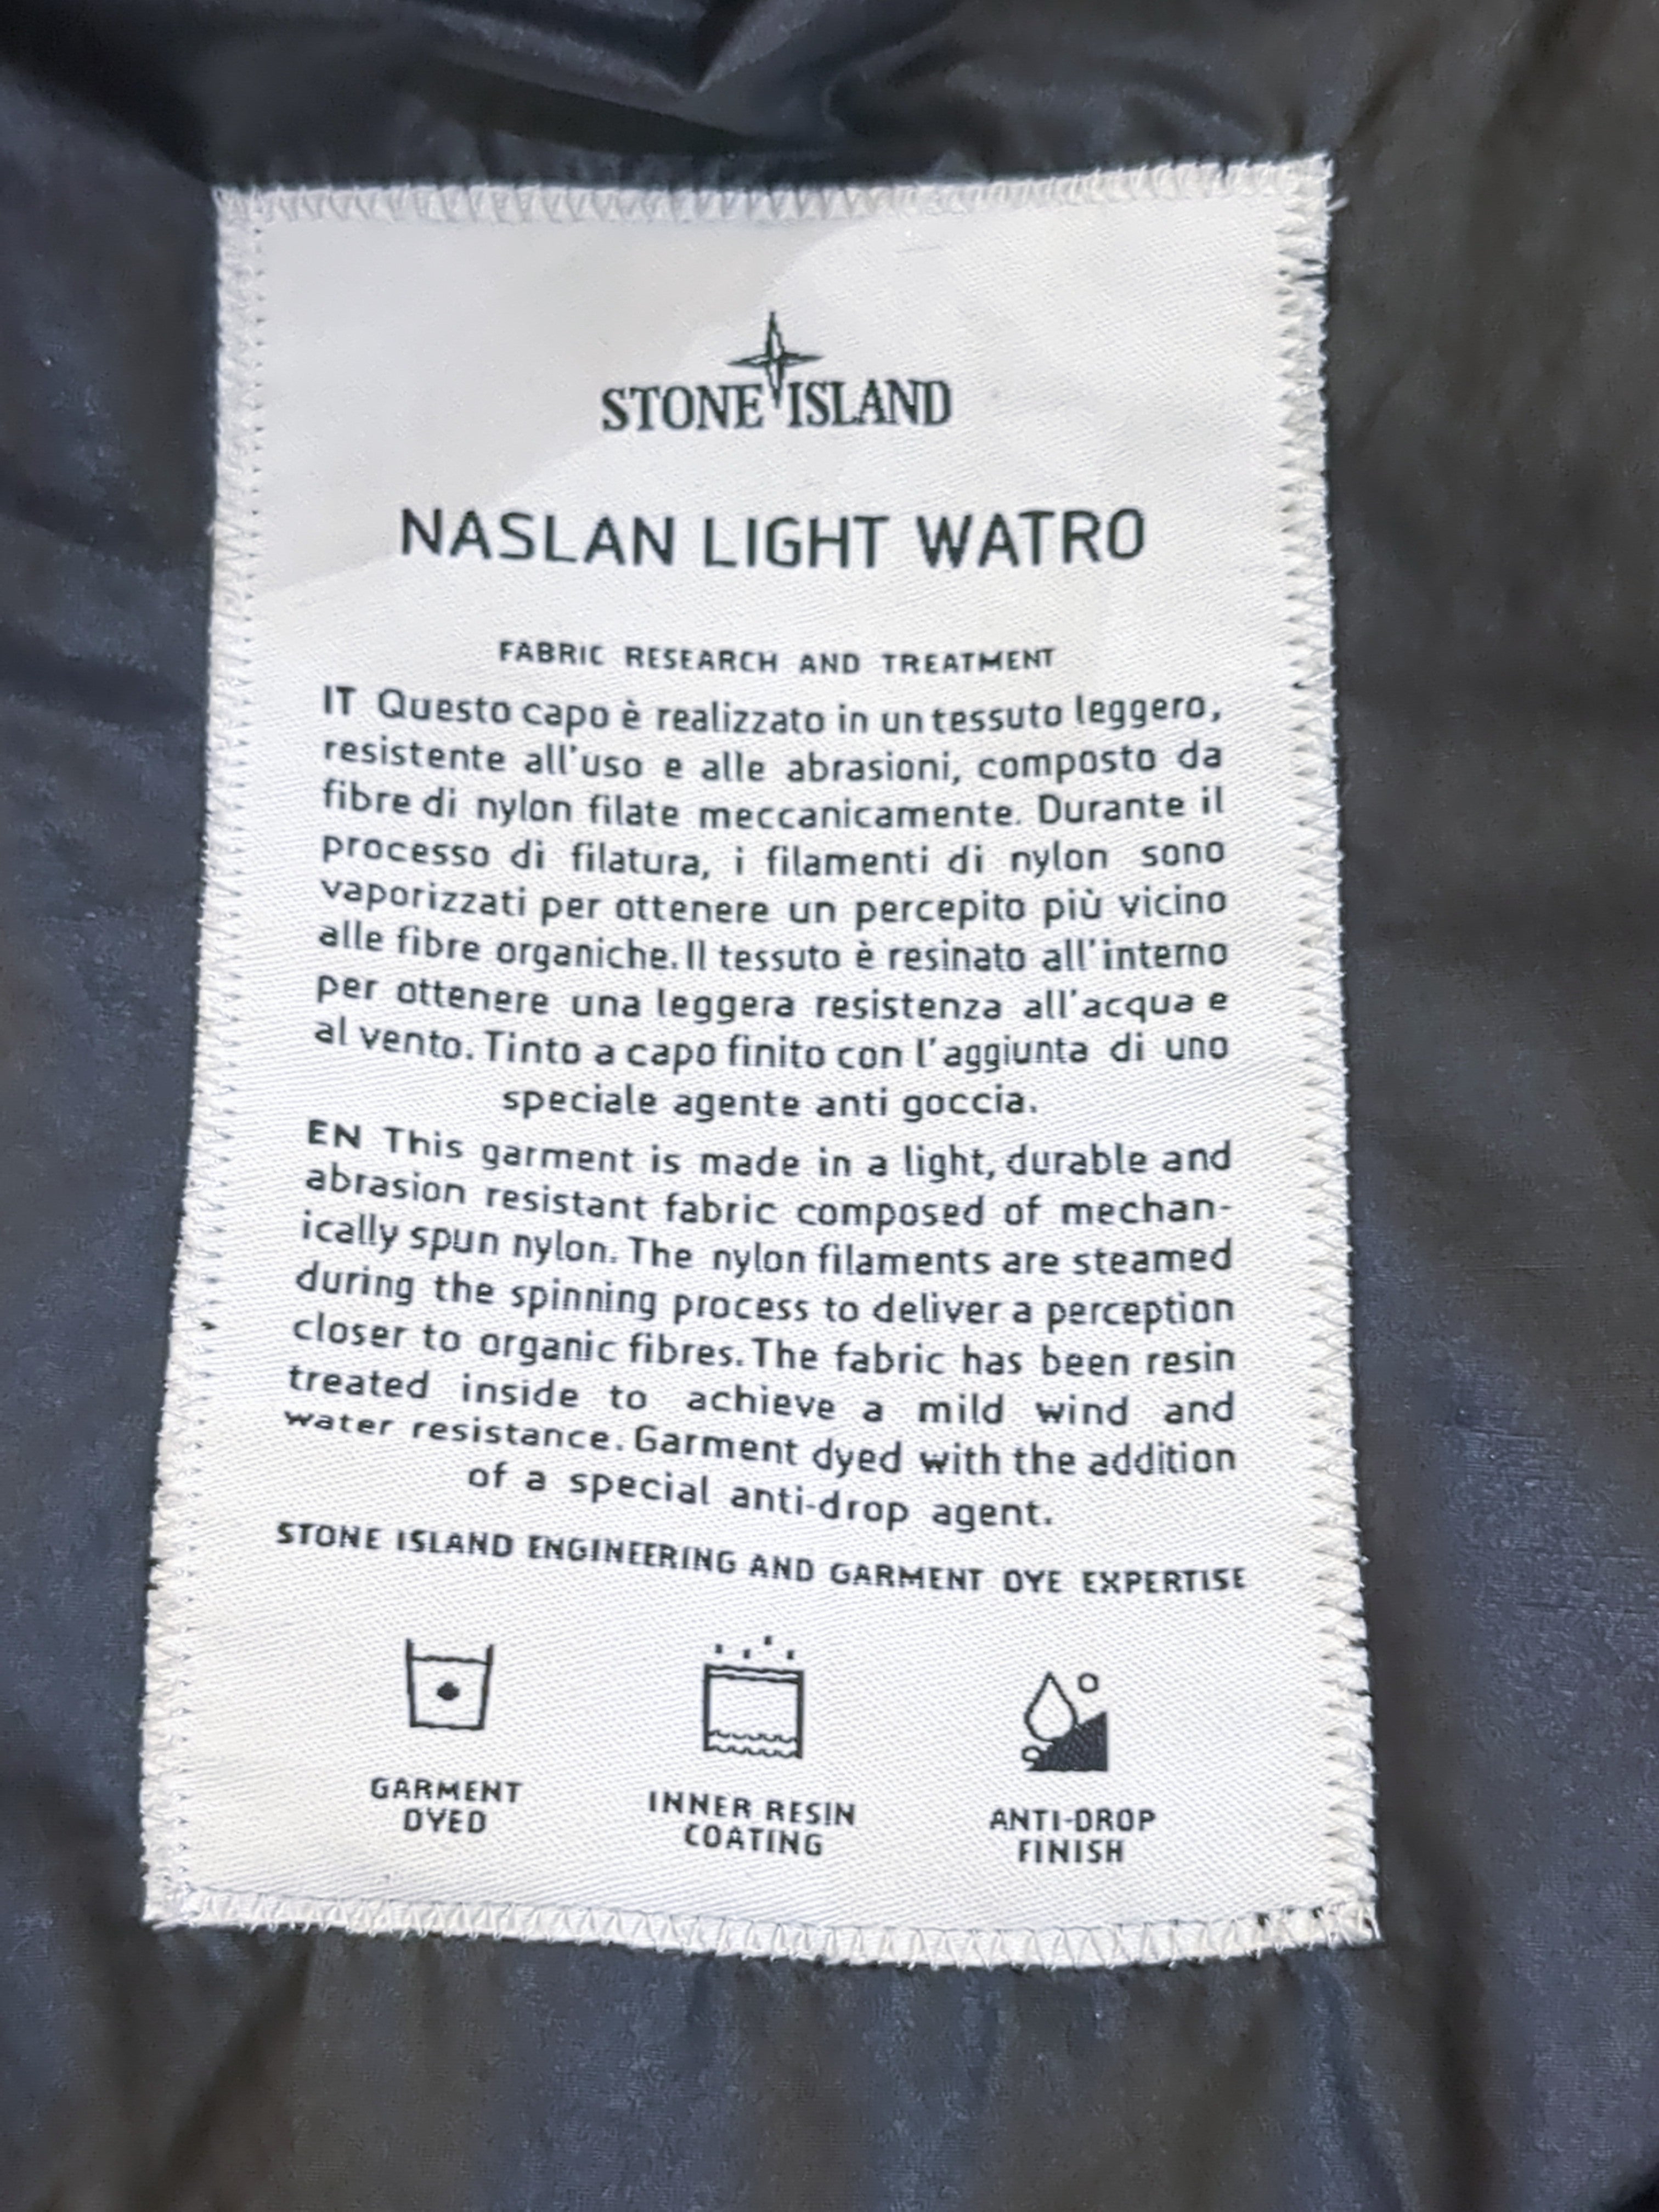 STONE ISLAND
NASLAN LIGHT WATRO
FABRIC RESEARCH AND TREATMENT
IT Questo capo è realizzato in un tessuto leggero,
resistente all'uso e alle abrasioni, composto da
fibre di nylon filate meccanicamente. Durante il
processo di filatura, i filamenti di nylon sono
vaporizzati per ottenere un percepito più vicino
alle fibre organiche. Il tessuto è resinato all'interno
per ottenere una leggera resistenza all'acqua e
al vento. Tinto a capo finito con l'aggiunta di uno
speciale agente anti goccia.
EN This garment is made in a light, durable and
abrasion resistant fabric composed of mechan-
ically spun nylon. The nylon filaments are steamed
during the spinning process to deliver a perception
closer to organic fibres. The fabric has been resin
treated inside to achieve a mild wind and
water resistance. Garment dyed with the addition
of a special anti-drop agent.
STONE ISLAND ENGINEERING AND GARMENT DYE EXPERTISE
GARMENT
DYED
INNER RESIN
COATING
ANTI-DROP
FINISH